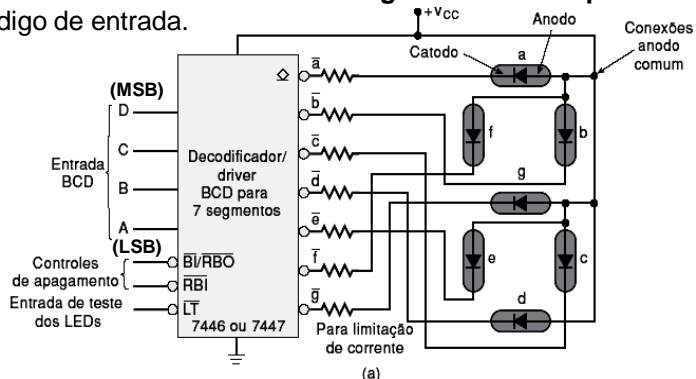 digo de entrada.
+VCC
Anodo
Catodo
Conexões
anodo
comum
(MSB)
D
C
B
A
(LSB)
Entrada
BCD
Decodificador/
driver
BCD para
7 segmentos
a
b
c
d
e
f
g
a
f
b
g
e
c
d
Controles
de apagamento
BI/RBO
RBI
Entrada de teste
dos LEDs
LT
7446 ou 7447
Para limitação
de corrente
(a)